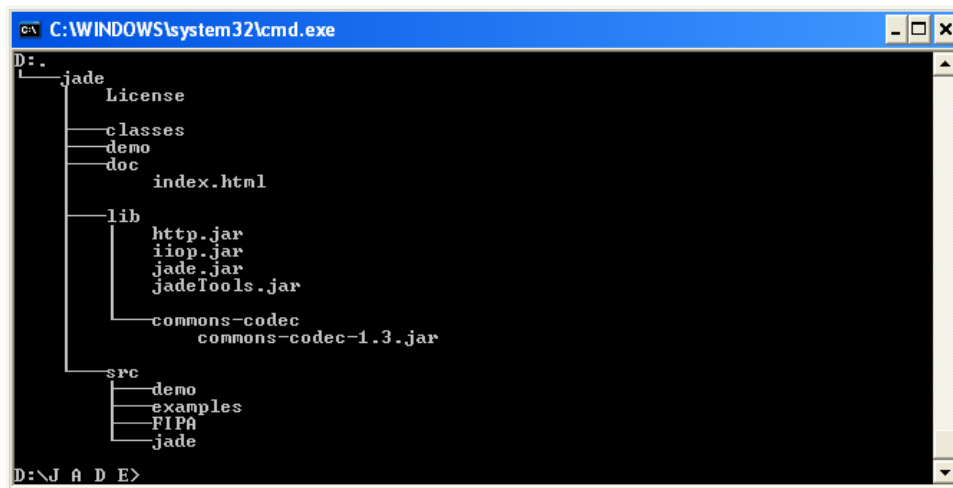 C:\WINDOWS\system32\cmd.exe
D:.
└───jade
    │   License
    │
    ├───classes
    ├───demo
    ├───doc
    │       index.html
    │
    ├───lib
    │   │   http.jar
    │   │   iiop.jar
    │   │   jade.jar
    │   │   jadeTools.jar
    │   │
    │   └───commons-codec
    │           commons-codec-1.3.jar
    │
    └───src
        ├───demo
        ├───examples
        ├───FIPA
        └───jade
D:\J A D E>